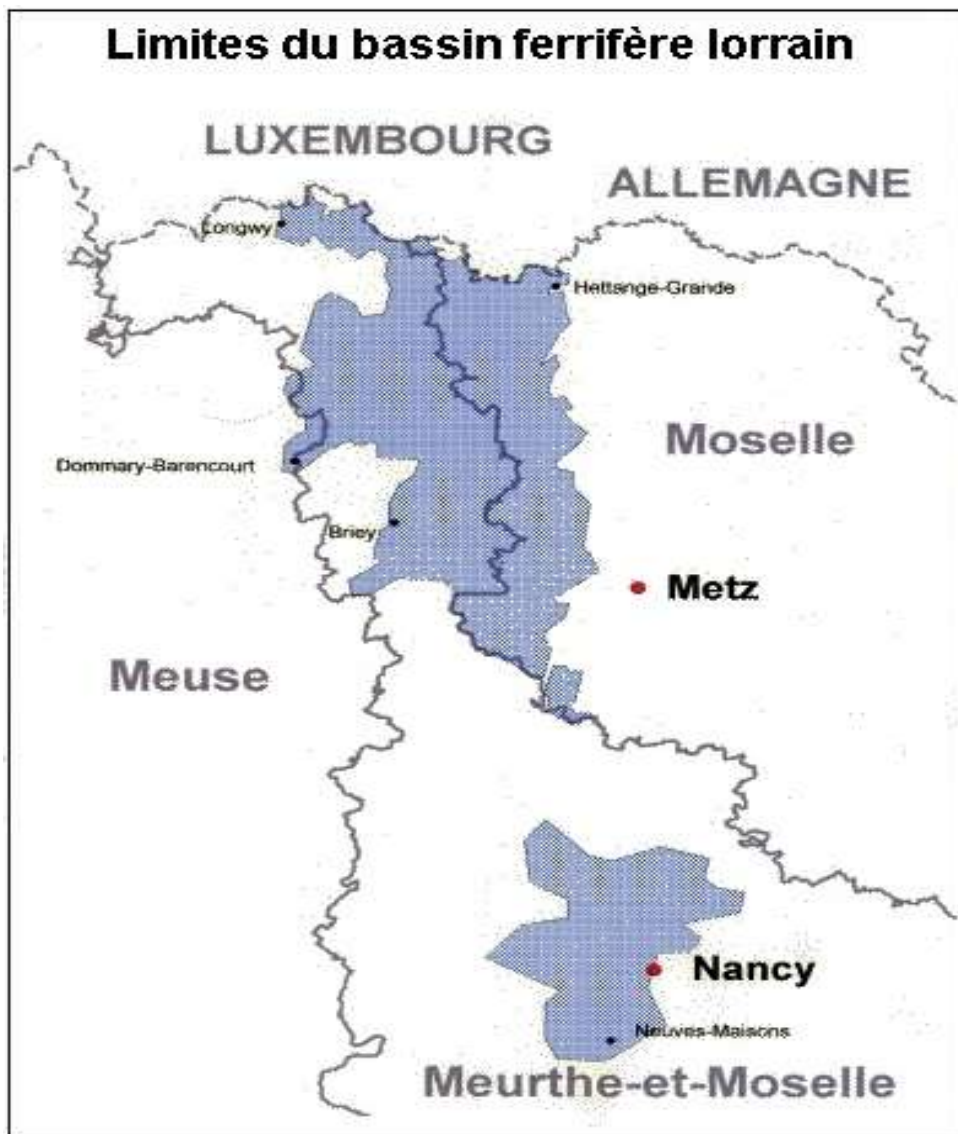 Limites du bassin ferrifère lorrain
LUXEMBOURG
ALLEMAGNE
Longwy
Hettange-Grande
Moselle
Dommary-Barencourt
Briey
Metz
Meuse
Nancy
Neuves-Maisons
Meurthe-et-Moselle